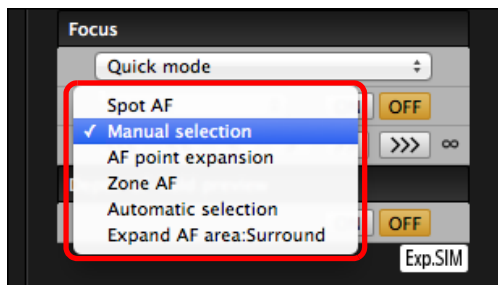 Focus
Quick mode
Spot AF
OFF
✓ Manual selection
>>> ∞
AF point expansion
Zone AF
Automatic selection
OFF
Expand AF area:Surround
Exp.SIM